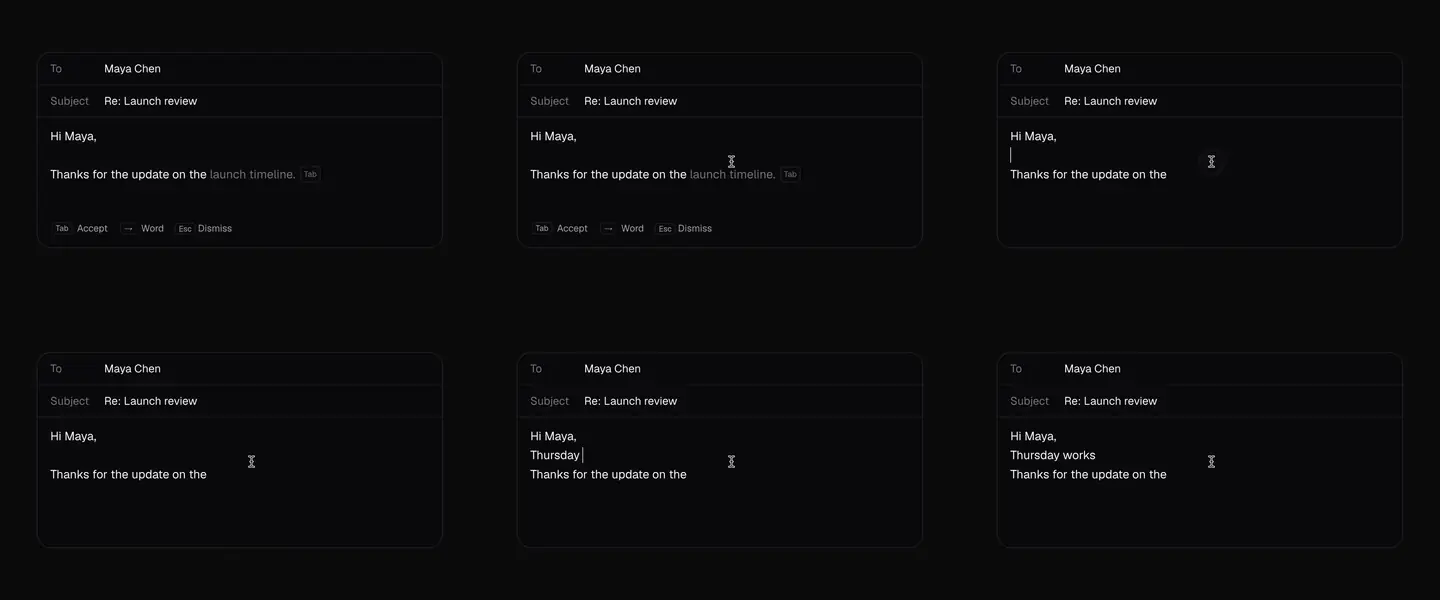 To Maya Chen
Subject Re: Launch review
Hi Maya,
Thanks for the update on the launch timeline. Tab
Tab Accept → Word Esc Dismiss
To Maya Chen
Subject Re: Launch review
Hi Maya,
Thanks for the update on the launch timeline. Tab
Tab Accept → Word Esc Dismiss
To Maya Chen
Subject Re: Launch review
Hi Maya,
Thanks for the update on the
To Maya Chen
Subject Re: Launch review
Hi Maya,
Thanks for the update on the
To Maya Chen
Subject Re: Launch review
Hi Maya,
Thursday
Thanks for the update on the
To Maya Chen
Subject Re: Launch review
Hi Maya,
Thursday works
Thanks for the update on the